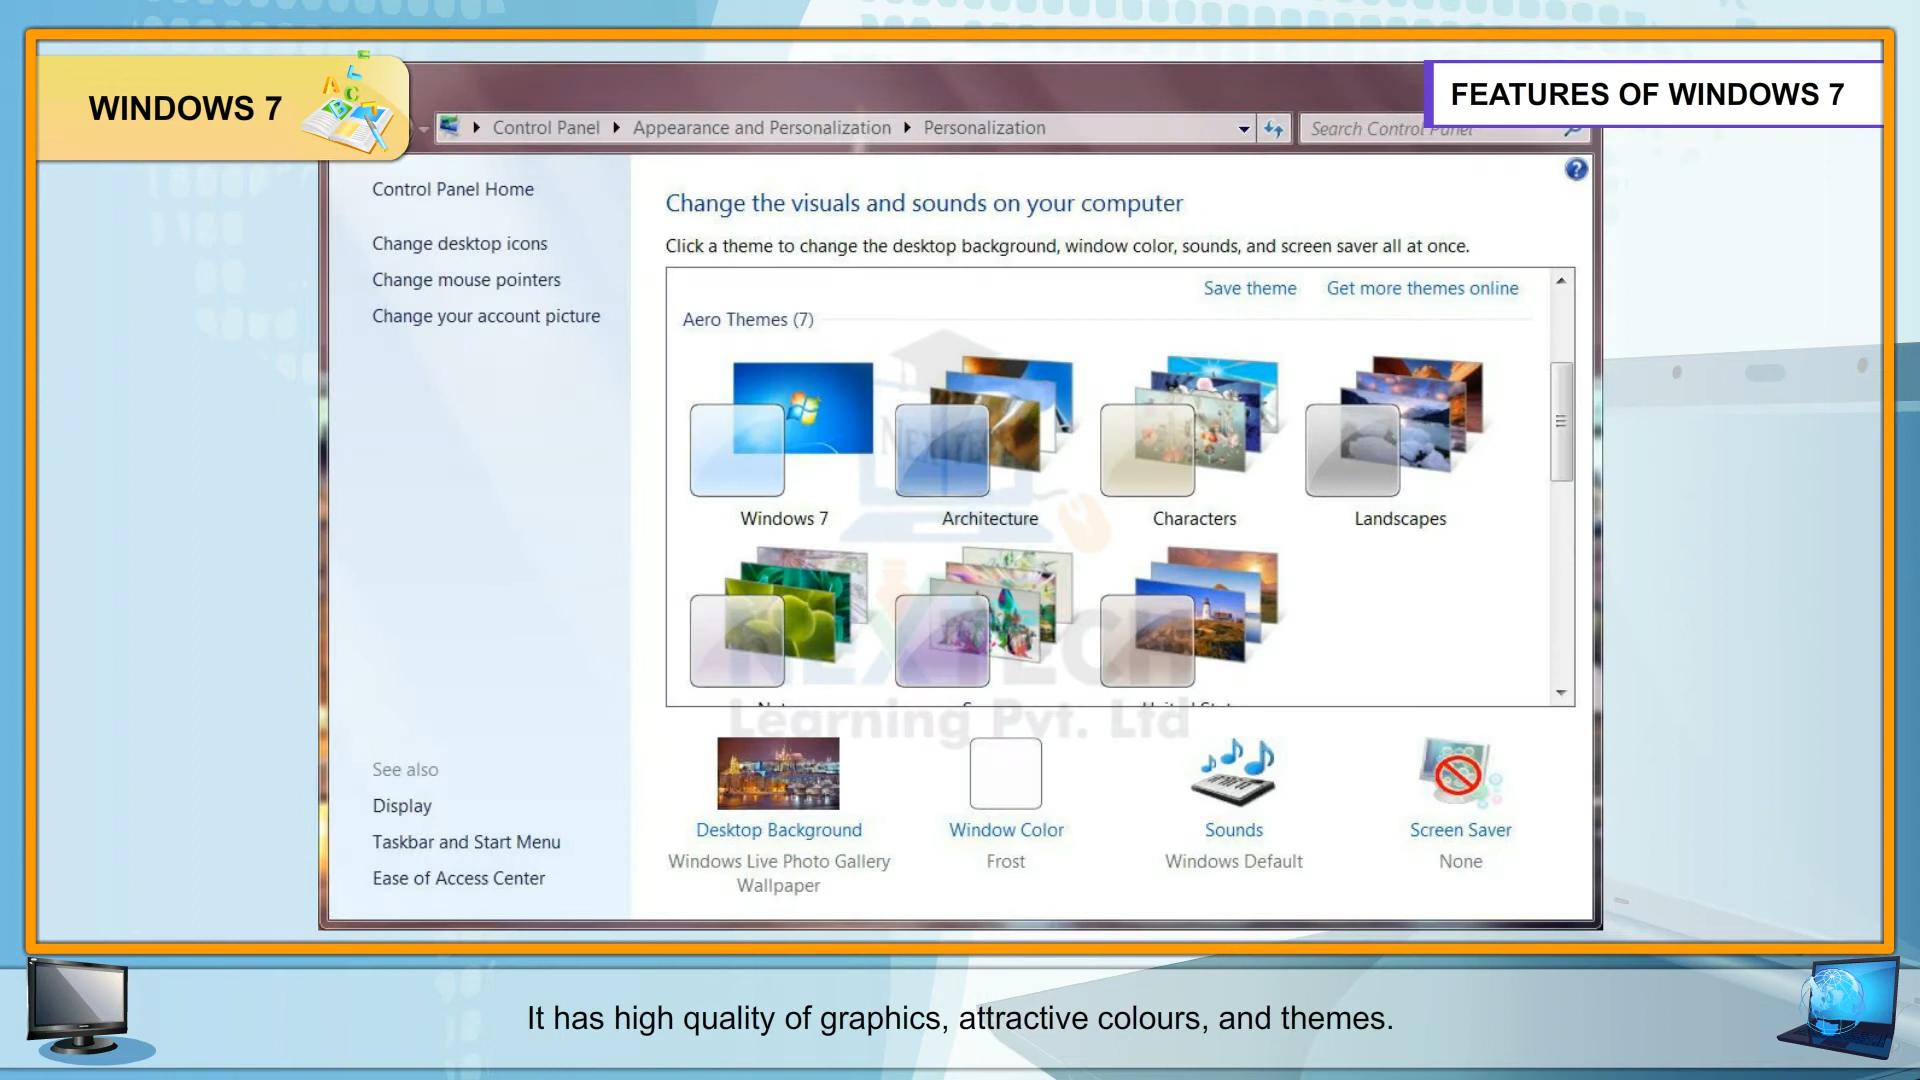 WINDOWS 7
FEATURES OF WINDOWS 7
Control Panel Appearance and Personalization Personalization
Search Control Panel
Control Panel Home
Change desktop icons
Change mouse pointers
Change your account picture
See also
Display
Taskbar and Start Menu
Ease of Access Center
Change the visuals and sounds on your computer
Click a theme to change the desktop background, window color, sounds, and screen saver all at once.
Save theme Get more themes online
Aero Themes (7)
Windows 7 Architecture Characters Landscapes
NEXTECH
NEXTECH
Learning Pvt. Ltd
Desktop Background Window Color Sounds Screen Saver
Windows Live Photo Gallery Frost Windows Default None
Wallpaper
It has high quality of graphics, attractive colours, and themes.